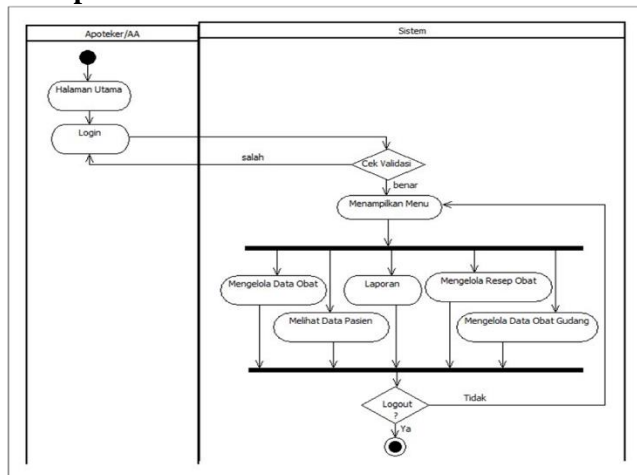 Apoteker/AA
Sistem
Halaman Utama
Login
salah
Cek Validasi
benar
Menampilkan Menu
Mengelola Data Obat
Laporan
Mengelola Resep Obat
Melihat Data Pasien
Mengelola Data Obat Gudang
Logout
?
Tidak
Ya